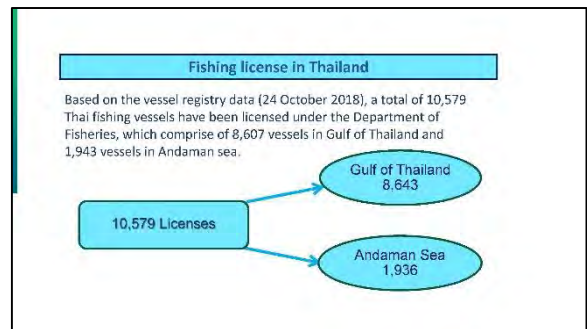 Fishing license in Thailand
Based on the vessel registry data (24 October 2018), a total of 10,579
Thai fishing vessels have been licensed under the Department of
Fisheries, which comprise of 8,607 vessels in Gulf of Thailand and
1,943 vessels in Andaman sea.
Gulf of Thailand
8,643
10,579 Licenses
Andaman Sea
1,936